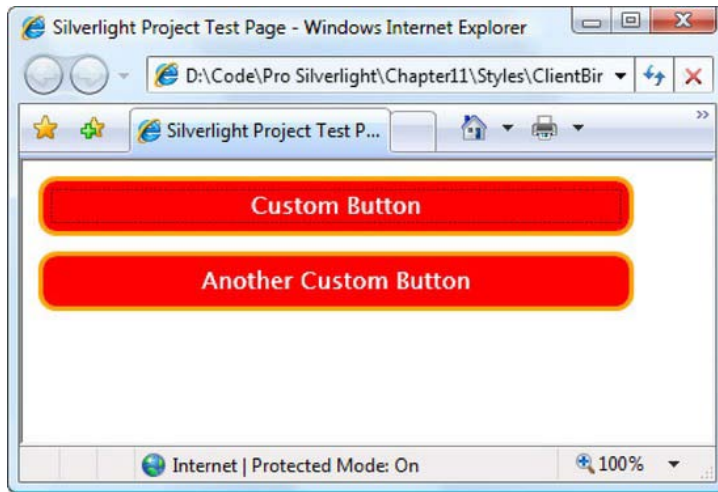 Silverlight Project Test Page - Windows Internet Explorer
D:\Code\Pro Silverlight\Chapter11\Styles\ClientBir
Silverlight Project Test P...
Custom Button
Another Custom Button
Internet | Protected Mode: On
100%